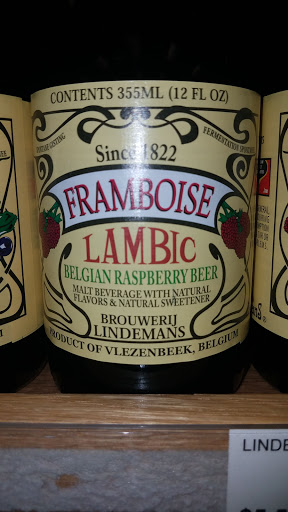 CONTENTS 355ML (12 FL OZ)
Since 1822
FRAMBOISE
LAMBIC
BELGIAN RASPBERRY BEER
MALT BEVERAGE WITH NATURAL
FLAVORS & NATURAL SWEETENER
BROUWERIJ
LINDEMANS
PRODUCT OF VLEZENBEEK, BELGIUM
LINDE